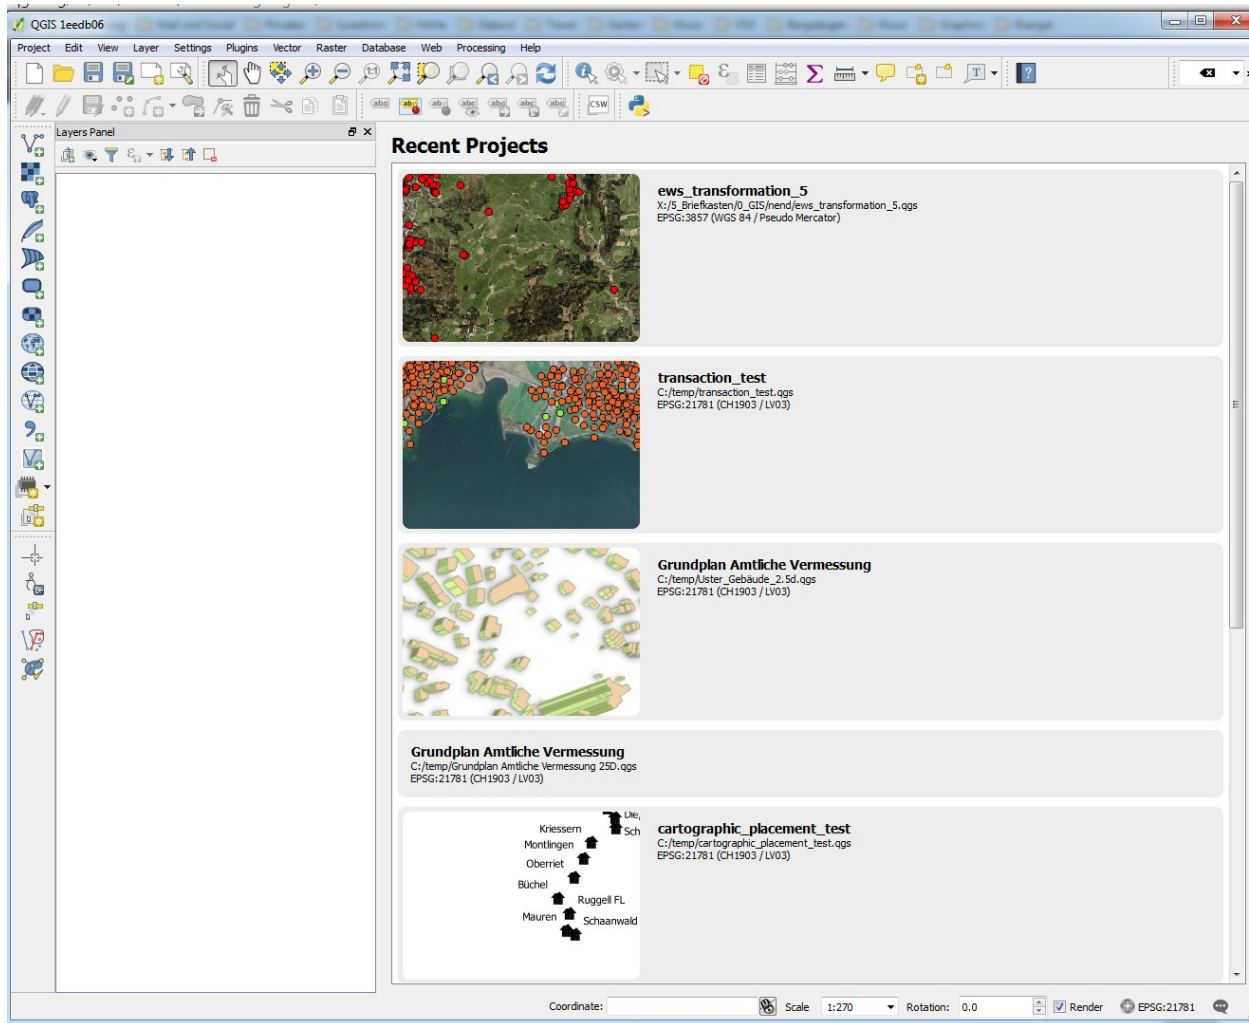 QGIS 1eedb06
Project Edit View Layer Settings Plugins Vector Raster Database Web Processing Help
CSW
Layers Panel
Recent Projects
ews_transformation_5
X:/5_Briefkasten/0_GIS/nend/ews_transformation_5.qgs
EPSG:3857 (WGS 84 / Pseudo Mercator)
transaction_test
C:/temp/transaction_test.qgs
EPSG:21781 (CH1903 / LV03)
Grundplan Amtliche Vermessung
C:/temp/Uster_Gebäude_2.5d.qgs
EPSG:21781 (CH1903 / LV03)
Grundplan Amtliche Vermessung
C:/temp/Grundplan Amtliche Vermessung 25D.qgs
EPSG:21781 (CH1903 / LV03)
cartographic_placement_test
C:/temp/cartographic_placement_test.qgs
EPSG:21781 (CH1903 / LV03)
Kriessern
Sch
Montlingen
Oberriet
Büchel
Ruggell FL
Mauren
Schaanwald
Coordinate: Scale 1:270 Rotation: 0.0 Render EPSG:21781